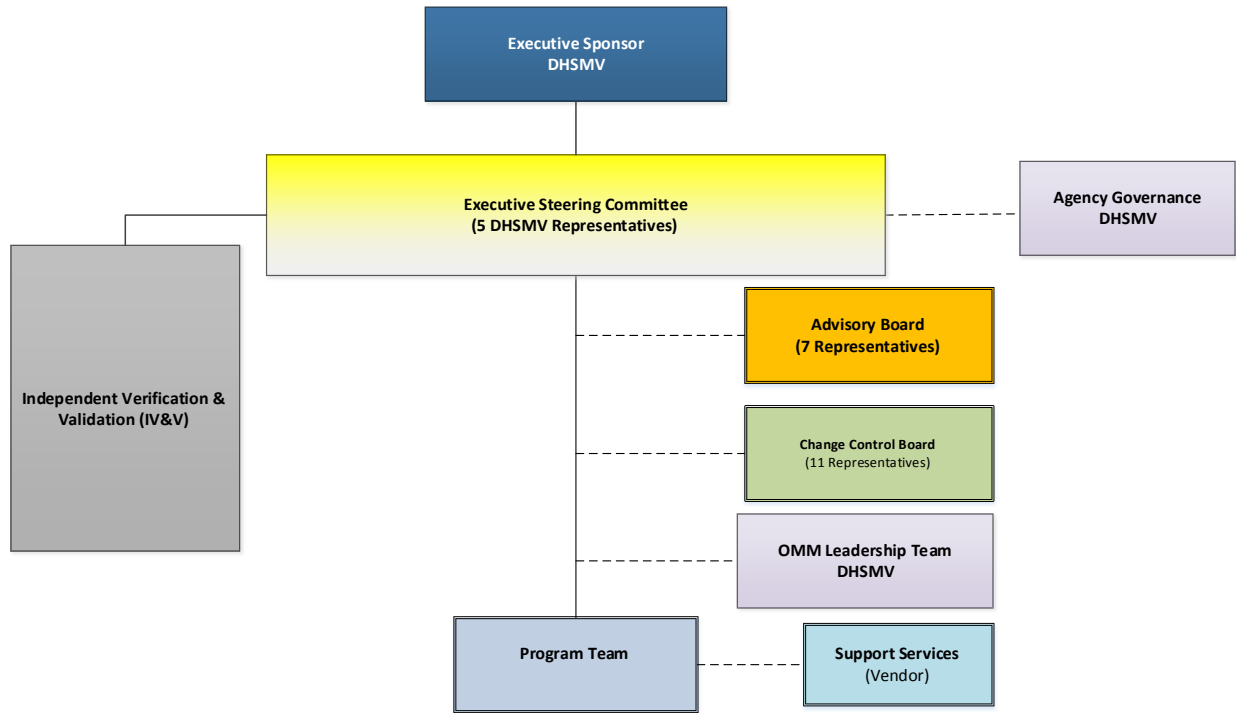 Executive Sponsor
DHSMV
Executive Steering Committee
(5 DHSMV Representatives)
Agency Governance
DHSMV
Independent Verification &
Validation (IV&V)
Advisory Board
(7 Representatives)
Change Control Board
(11 Representatives)
OMM Leadership Team
DHSMV
Program Team
Support Services
(Vendor)